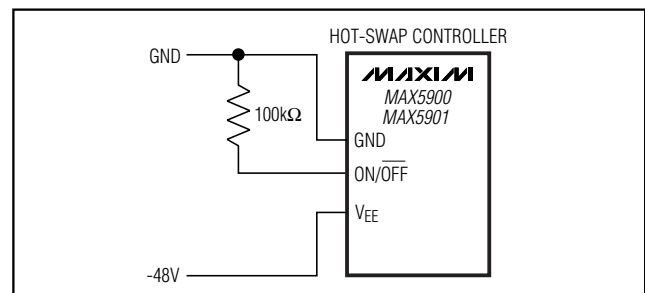 HOT-SWAP CONTROLLER
GND
MAXIM
MAX5900
MAX5901
100kΩ
GND
ON/OFF
VEE
-48V